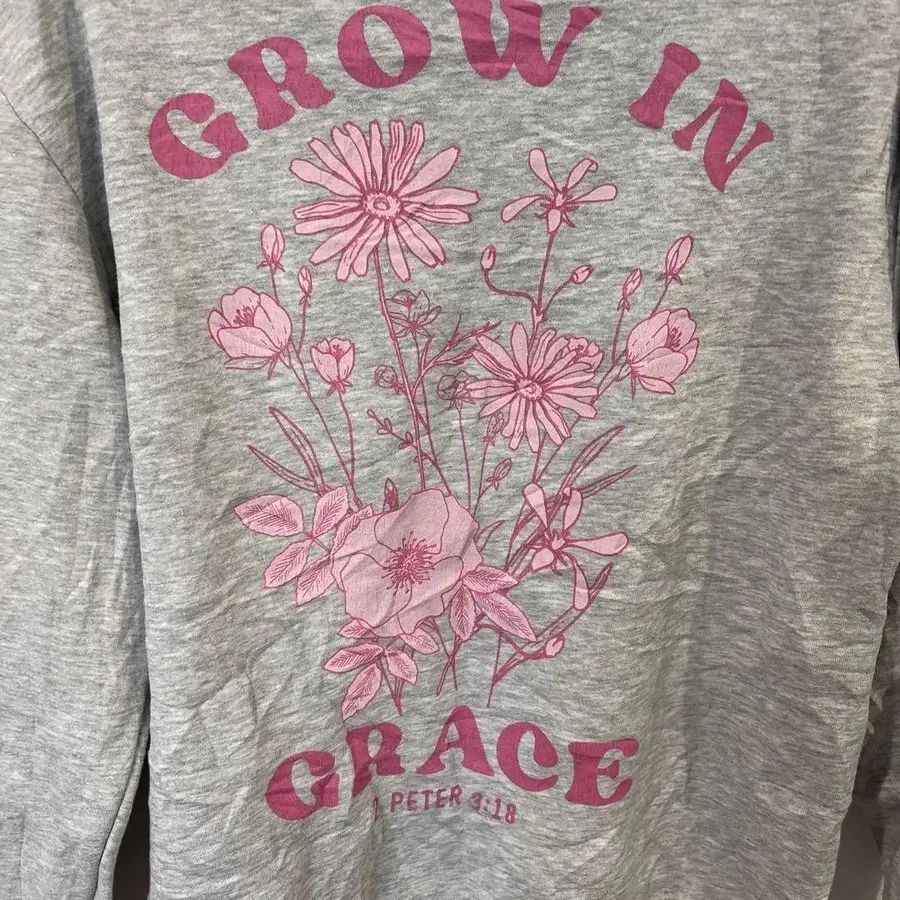 GROW IN
GRACE
PETER 3:18